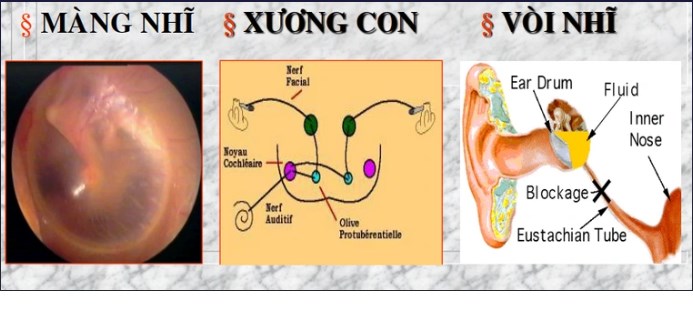 § MÀNG NHĨ
§ XƯƠNG CON
§ VÒI NHĨ
Nerf
Facial
Noyau
Cochléaire
Nerf
Auditif
Olive
Protubérentielle
Ear Drum
Fluid
Inner
Nose
Blockage
Eustachian Tube